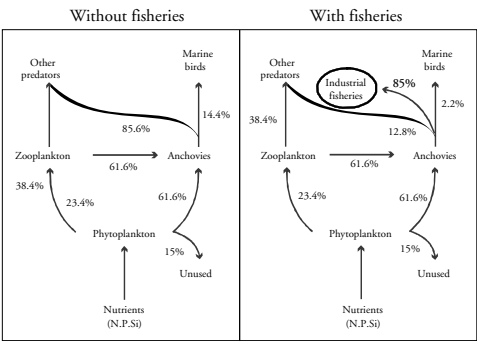 Without fisheries
Other
predators
Marine
birds
14.4%
85.6%
Zooplankton
61.6%
Anchovies
38.4%
23.4%
61.6%
Phytoplankton
15%
Unused
Nutrients
(N.P.Si)
With fisheries
Other
predators
Industrial
fisheries
85%
Marine
birds
2.2%
38.4%
12.8%
Zooplankton
61.6%
Anchovies
23.4%
61.6%
Phytoplankton
15%
Unused
Nutrients
(N.P.Si)